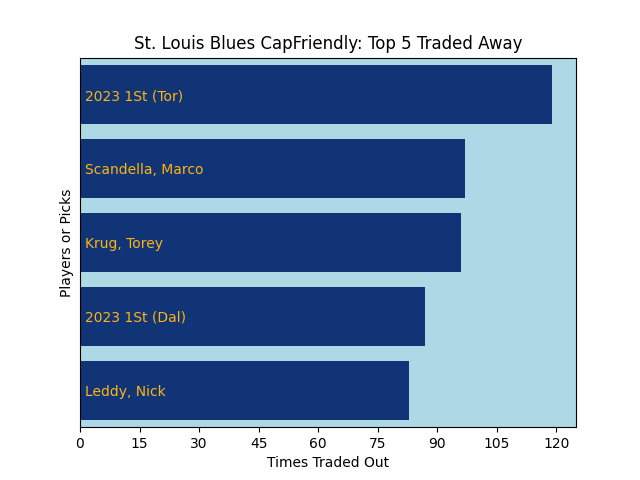 St. Louis Blues CapFriendly: Top 5 Traded Away
Players or Picks
2023 1St (Tor)
Scandella, Marco
Krug, Torey
2023 1St (Dal)
Leddy, Nick
0 15 30 45 60 75 90 105 120
Times Traded Out